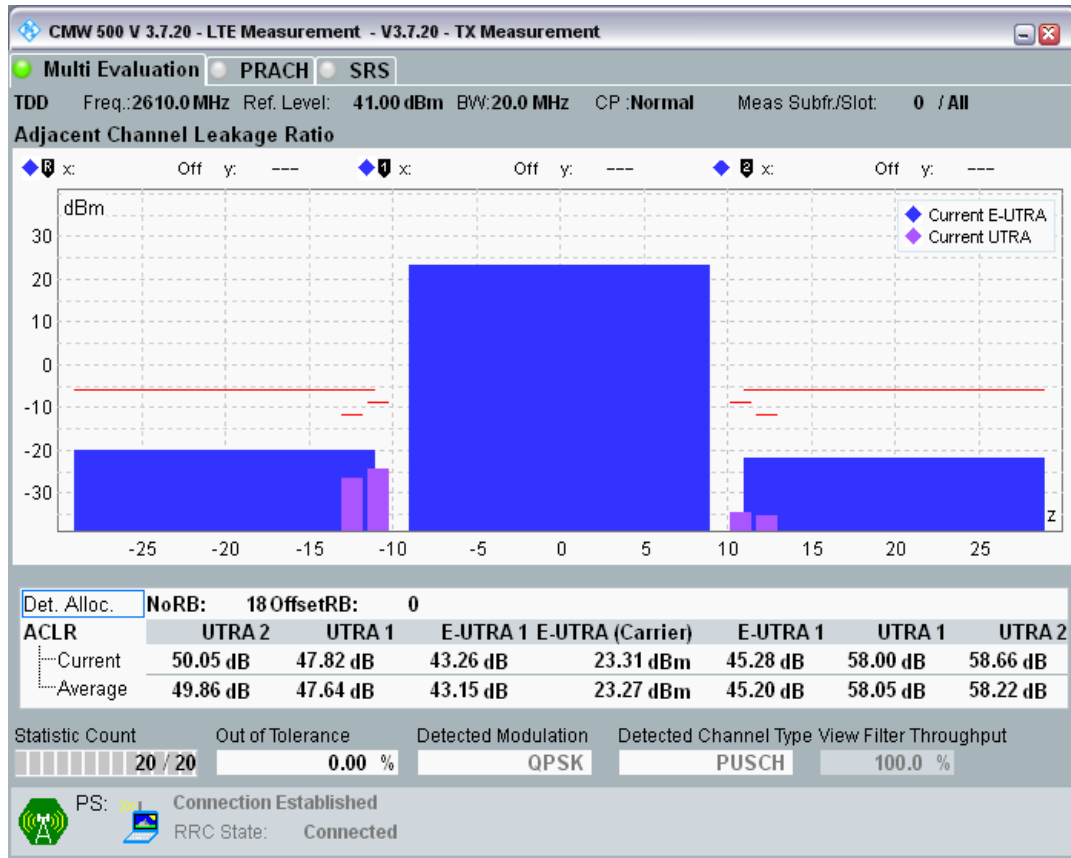 CMW 500 V 3.7.20 - LTE Measurement - V3.7.20 - TX Measurement
Multi Evaluation PRACH SRS
TDD Freq.:2610.0 MHz Ref. Level: 41.00 dBm BW:20.0 MHz CP :Normal Meas Subfr./Slot: 0 / All
Adjacent Channel Leakage Ratio
R x: Off y: --- 1 x: Off y: --- 2 x: Off y: ---
dBm
Current E-UTRA
Current UTRA
30
20
10
0
-10
-20
-30
z
-25 -20 -15 -10 -5 0 5 10 15 20 25
Det. Alloc. NoRB: 18 OffsetRB: 0
ACLR UTRA 2 UTRA 1 E-UTRA 1 E-UTRA (Carrier) E-UTRA 1 UTRA 1 UTRA 2
Current 50.05 dB 47.82 dB 43.26 dB 23.31 dBm 45.28 dB 58.00 dB 58.66 dB
Average 49.86 dB 47.64 dB 43.15 dB 23.27 dBm 45.20 dB 58.05 dB 58.22 dB
Statistic Count Out of Tolerance Detected Modulation Detected Channel Type View Filter Throughput
20 / 20 0.00 % QPSK PUSCH 100.0 %
PS: Connection Established
RRC State: Connected